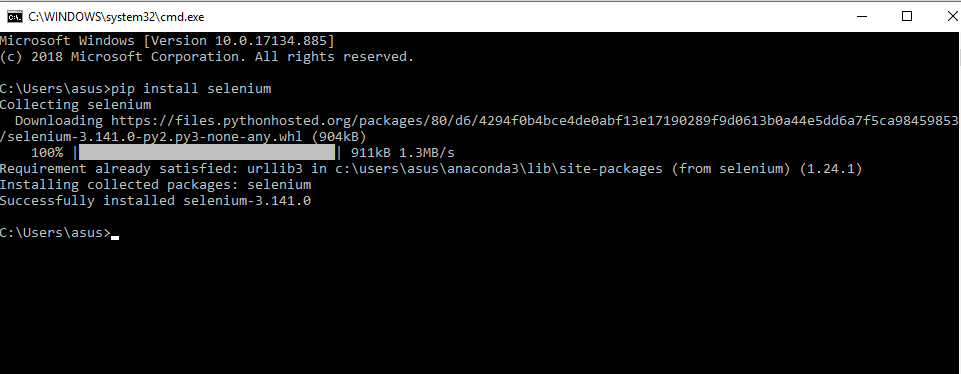 C:\WINDOWS\system32\cmd.exe
Microsoft Windows [Version 10.0.17134.885]
(c) 2018 Microsoft Corporation. All rights reserved.
C:\Users\asus>pip install selenium
Collecting selenium
  Downloading https://files.pythonhosted.org/packages/80/d6/4294f0b4bce4de0abf13e17190289f9d0613b0a44e5dd6a7f5ca98459853
/selenium-3.141.0-py2.py3-none-any.whl (904kB)
    100% |                                | 911kB 1.3MB/s
Requirement already satisfied: urllib3 in c:\users\asus\anaconda3\lib\site-packages (from selenium) (1.24.1)
Installing collected packages: selenium
Successfully installed selenium-3.141.0
C:\Users\asus>